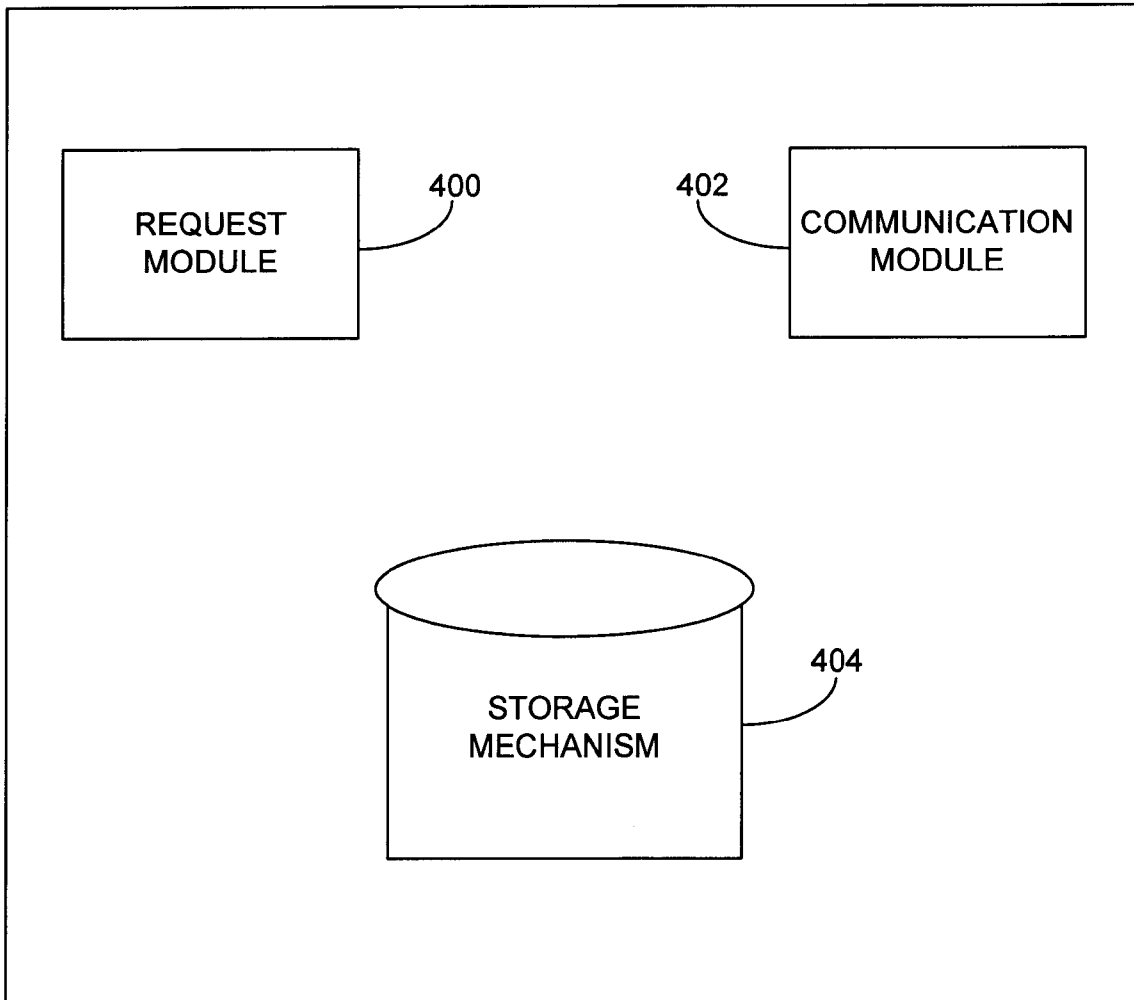 REQUEST
MODULE
400
402
COMMUNICATION
MODULE
STORAGE
MECHANISM
404